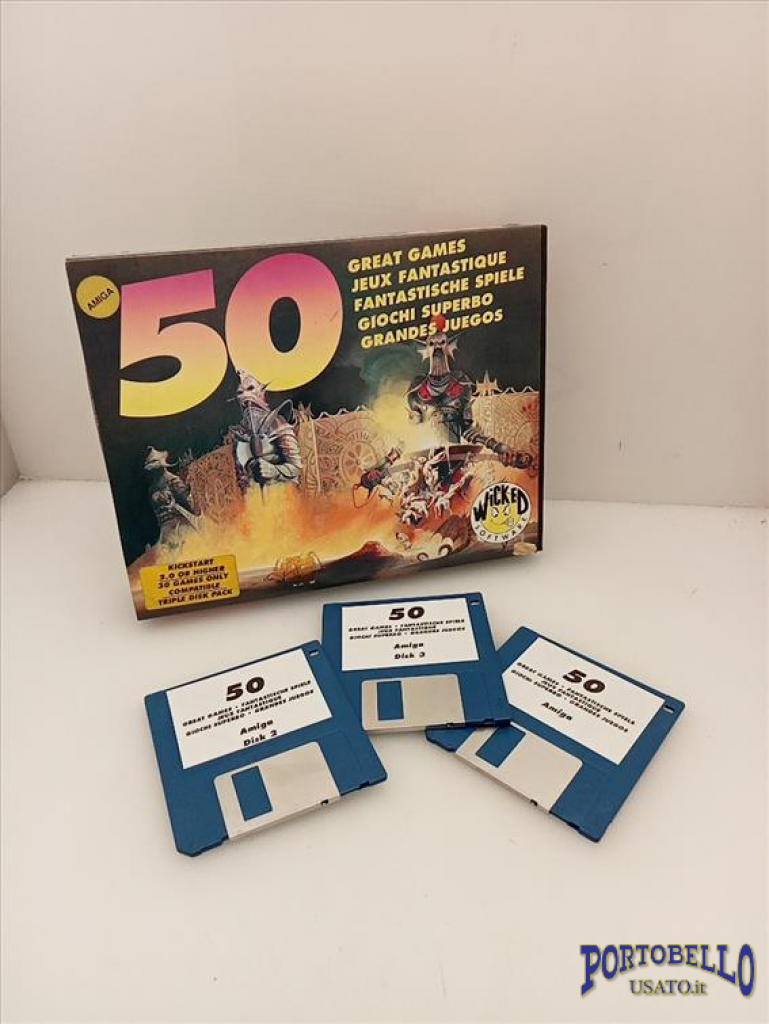 AMIGA
50
GREAT GAMES
JEUX FANTASTIQUE
FANTASTISCHE SPIELE
GIOCHI SUPERBO
GRANDES JUEGOS
WiCKED
SOFTWARE
KICKSTART
2.0 OR HIGHER
30 GAMES ONLY
COMPATIBLE
TRIPLE DISK PACK
50
GREAT GAMES • FANTASTISCHE SPIELE
JEUX FANTASTIQUE
GIOCHI SUPERBO • GRANDES JUEGOS
Amiga
Disk 3
50
GREAT GAMES • FANTASTISCHE SPIELE
JEUX FANTASTIQUE
GIOCHI SUPERBO • GRANDES JUEGOS
Amiga
Disk 2
50
GREAT GAMES • FANTASTISCHE SPIELE
JEUX FANTASTIQUE
GIOCHI SUPERBO • GRANDES JUEGOS
Amiga
PORTOBELLO
USATO.it